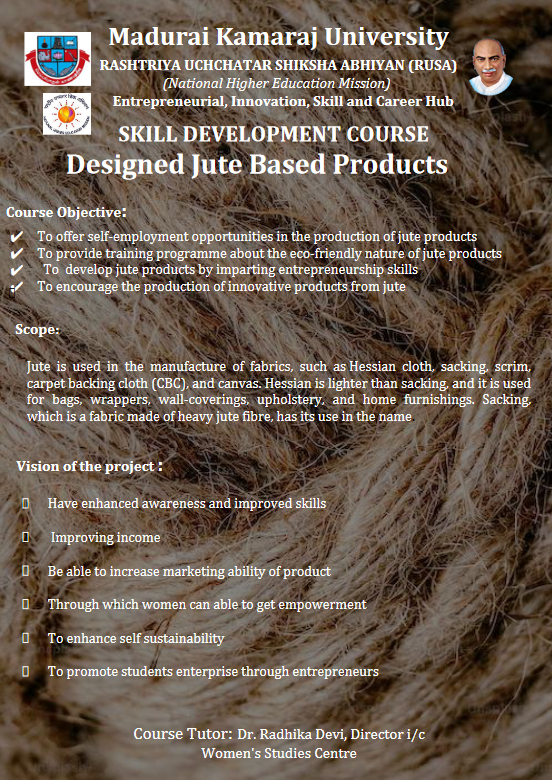 Madurai Kamaraj University
RASHTRIYA UCHCHATAR SHIKSHA ABHIYAN (RUSA)
(National Higher Education Mission)
Entrepreneurial, Innovation, Skill and Career Hub
SKILL DEVELOPMENT COURSE
Designed Jute Based Products
Course Objective:
✔ To offer self-employment opportunities in the production of jute products
✔ To provide training programme about the eco-friendly nature of jute products
✔ To develop jute products by imparting entrepreneurship skills
✔ To encourage the production of innovative products from jute
Scope:
Jute is used in the manufacture of fabrics, such as Hessian cloth, sacking, scrim,
carpet backing cloth (CBC), and canvas. Hessian is lighter than sacking, and it is used
for bags, wrappers, wall-coverings, upholstery, and home furnishings. Sacking,
which is a fabric made of heavy jute fibre, has its use in the name
Vision of the project :
▯ Have enhanced awareness and improved skills
▯ Improving income
▯ Be able to increase marketing ability of product
▯ Through which women can able to get empowerment
▯ To enhance self sustainability
▯ To promote students enterprise through entrepreneurs
Course Tutor: Dr. Radhika Devi, Director i/c
Women's Studies Centre